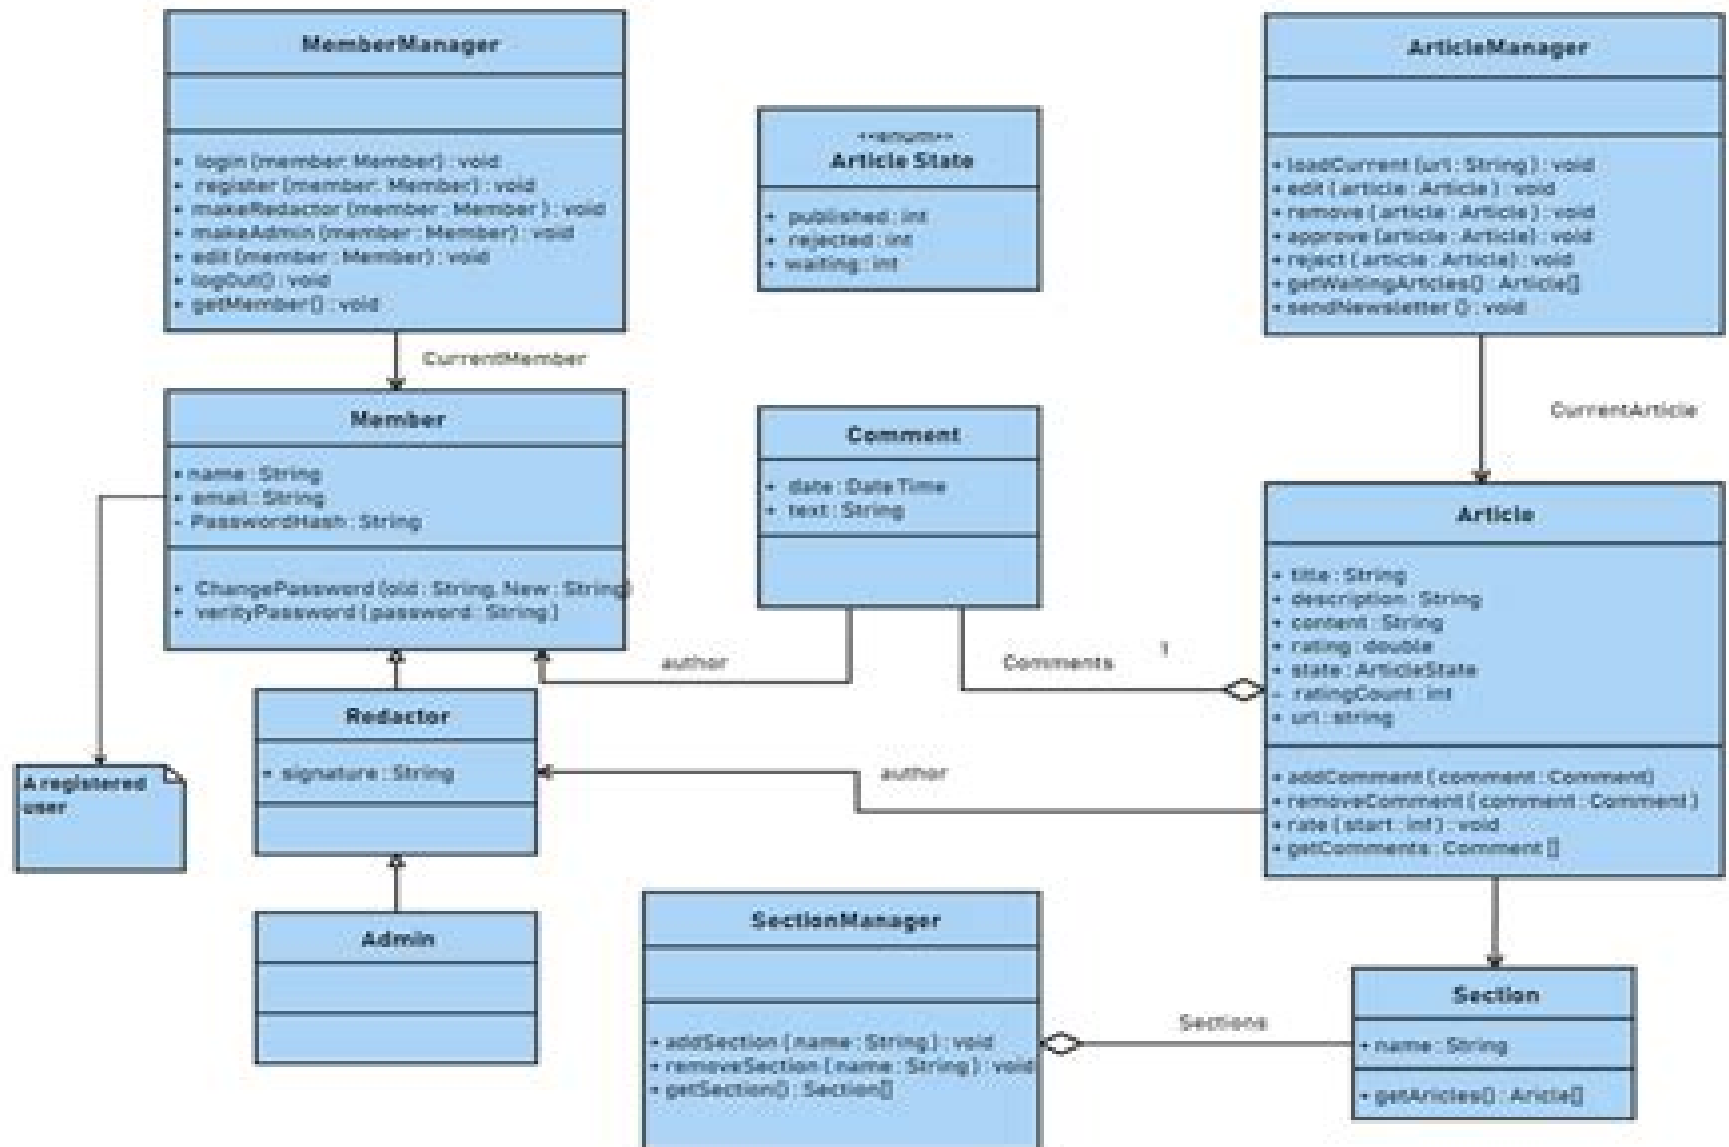 MemberManager
• login (member: Member) : void
• register (member: Member) : void
• makeRedactor (member : Member ) : void
• makeAdmin (member : Member) : void
• edit (member : Member) : void
• logOut() : void
• getMember() : void
CurrentMember
Member
• name : String
• email : String
- PasswordHash : String
• ChangePassword (old : String, New : String)
• verityPassword ( password : String )
Redactor
• signature : String
Admin
A registered
user
<<enum>>
Article State
• published : int
• rejected : int
• waiting : int
Comment
• date : Date Time
• text : String
author
Comments
1
author
SectionManager
• addSection ( name : String ) : void
• removeSection ( name : String ) : void
• getSection() : Section[]
Sections
ArticleManager
• loadCurrent (url : String ) : void
• edit ( article : Article ) : void
• remove ( article : Article ) : void
• approve (article : Article) : void
• reject ( article : Article) : void
• getWaitingArtcles() : Article[]
• sendNewsletter () : void
CurrentArticle
Article
• title : String
• description : String
• content : String
• rating : double
• state : ArticleState
- ratingCount : int
• url : string
• addComment ( comment : Comment)
• removeComment ( comment : Comment )
• rate ( start : int ) : void
• getComments : Comment []
Section
• name : String
• getAricles() : Aricle[]